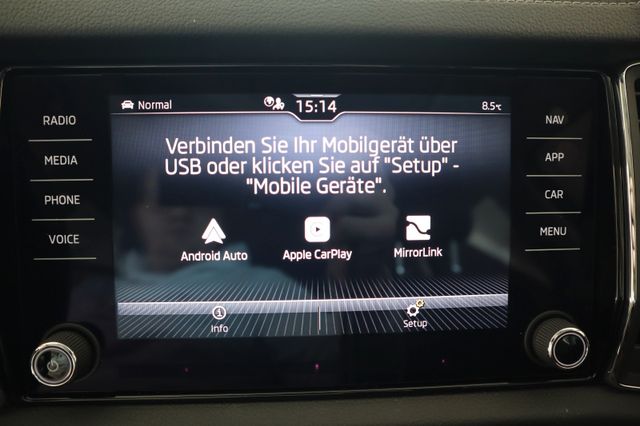 Normal
15:14
8.5°C
RADIO
MEDIA
PHONE
VOICE
NAV
APP
CAR
MENU
Verbinden Sie Ihr Mobilgerät über
USB oder klicken Sie auf "Setup" -
"Mobile Geräte".
Android Auto
Apple CarPlay
MirrorLink
Info
Setup